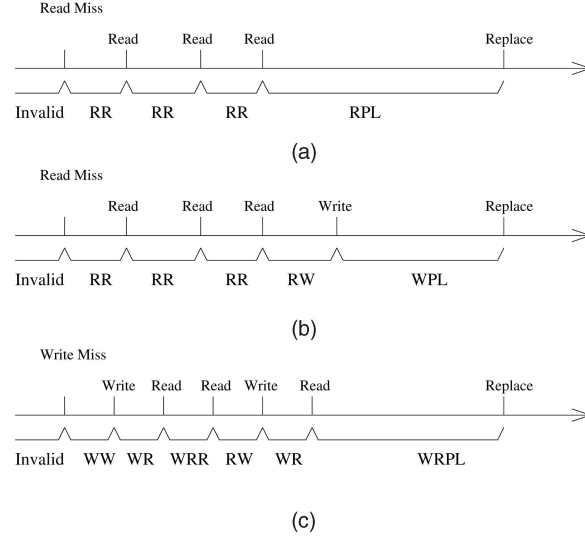 Read Miss
Read Read Read Replace
Invalid RR RR RR RPL
(a)
Read Miss
Read Read Read Write Replace
Invalid RR RR RR RW WPL
(b)
Write Miss
Write Read Read Write Read Replace
Invalid WW WR WRR RW WR WRPL
(c)